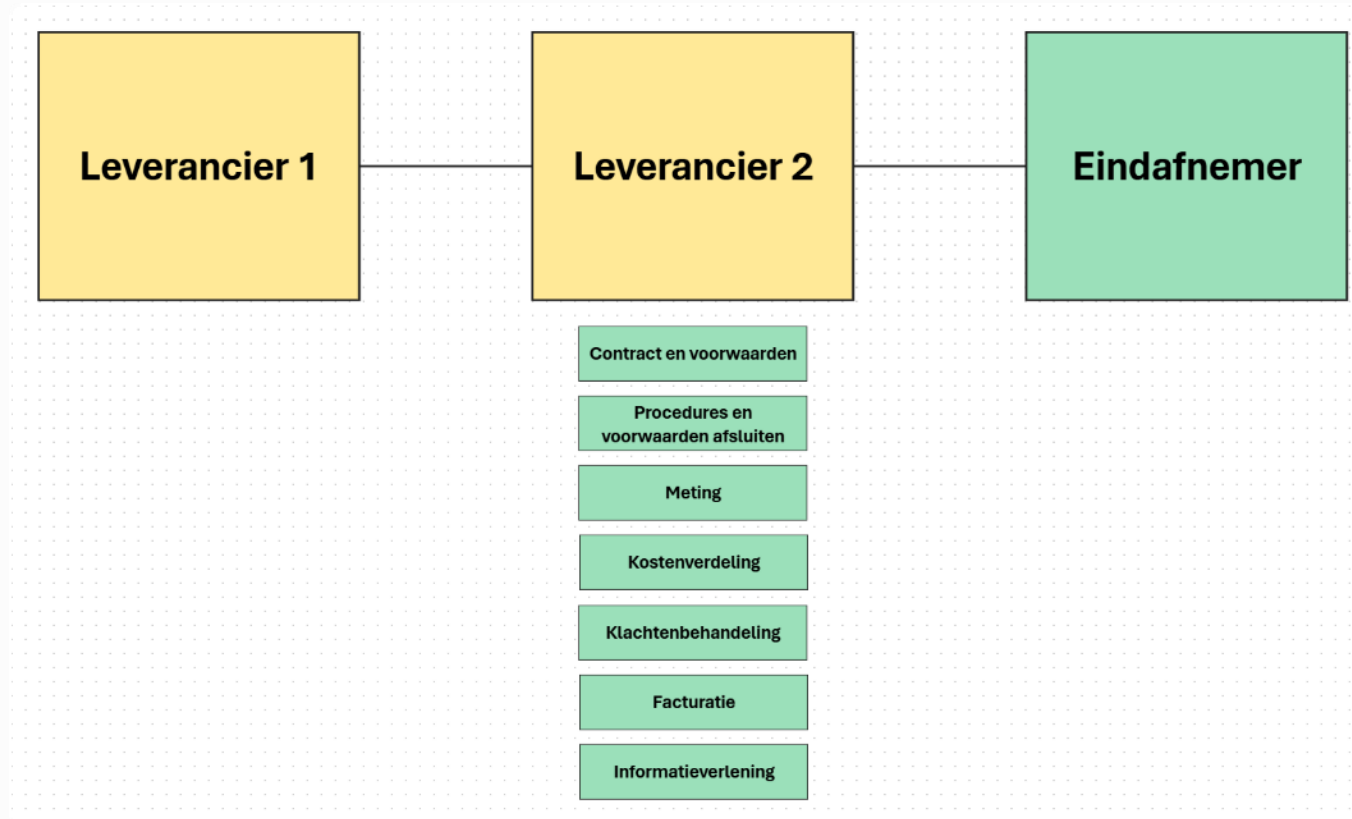 Leverancier 1
Leverancier 2
Eindafnemer
Contract en voorwaarden
Procedures en
voorwaarden afsluiten
Meting
Kostenverdeling
Klachtenbehandeling
Facturatie
Informatieverlening